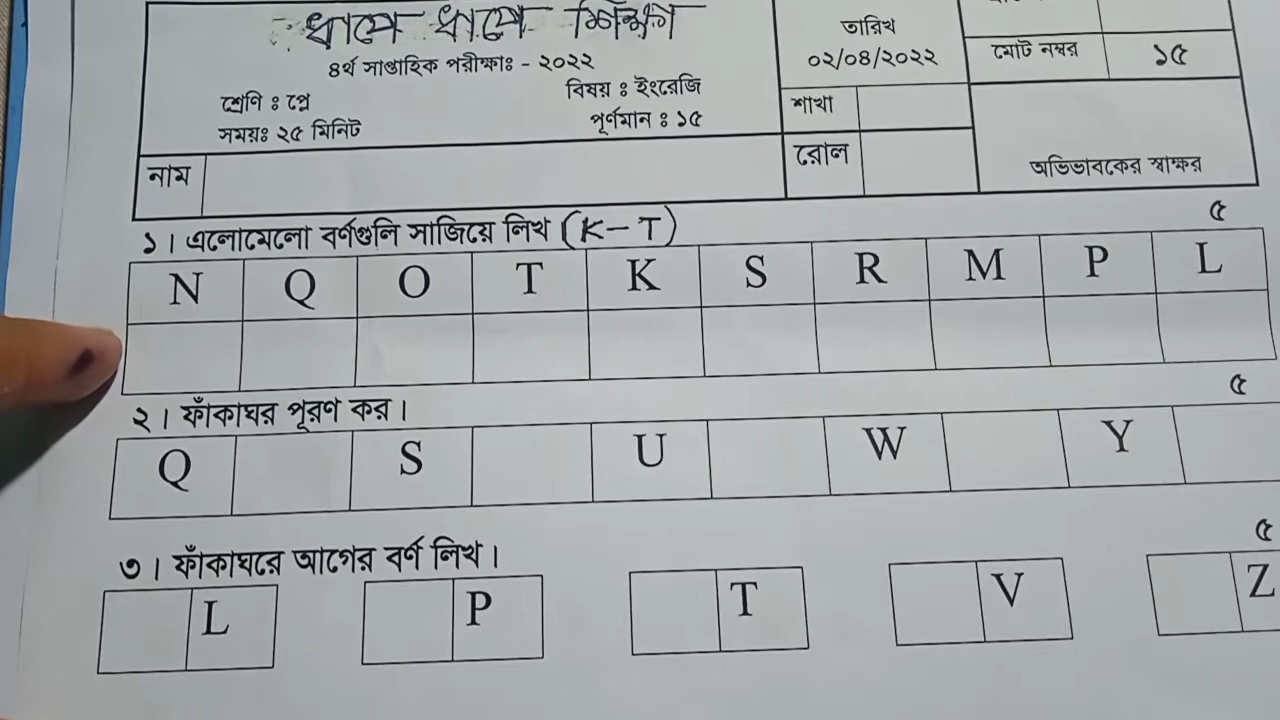 ধাপে ধাপে শিক্ষা
৪র্থ সাপ্তাহিক পরীক্ষাঃ - ২০২২
শ্রেণি ঃ প্লে
বিষয় ঃ ইংরেজি
সময়ঃ ২৫ মিনিট
পূর্ণমান ঃ ১৫
তারিখ
০২/০৪/২০২২
মোট নম্বর ১৫
শাখা
রোল
অভিভাবকের স্বাক্ষর
নাম
১। এলোমেলো বর্ণগুলি সাজিয়ে লিখ (K-T) ৫
N Q O T K S R M P L
২। ফাঁকাঘর পূরণ কর। ৫
Q S U W Y
৩। ফাঁকাঘরে আগের বর্ণ লিখ। ৫
L P T V Z